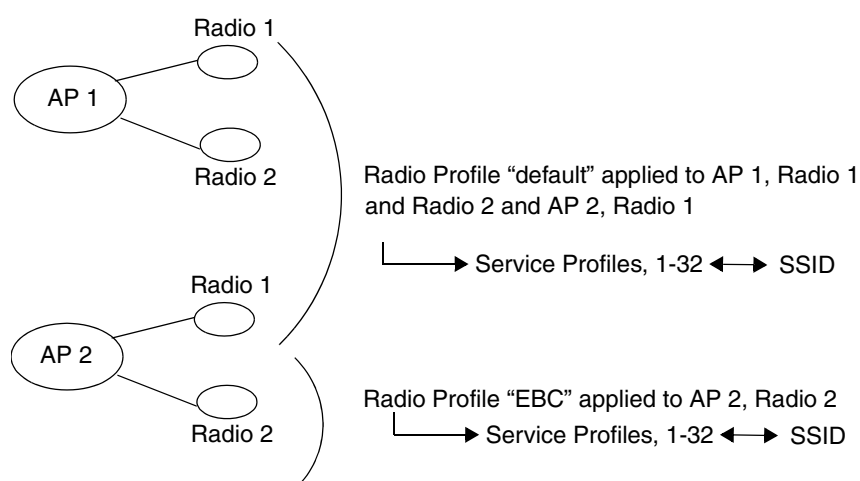 Radio 1
AP 1
Radio 2
Radio Profile “default” applied to AP 1, Radio 1
and Radio 2 and AP 2, Radio 1
Service Profiles, 1-32 SSID
Radio 1
AP 2
Radio 2
Radio Profile “EBC” applied to AP 2, Radio 2
Service Profiles, 1-32 SSID